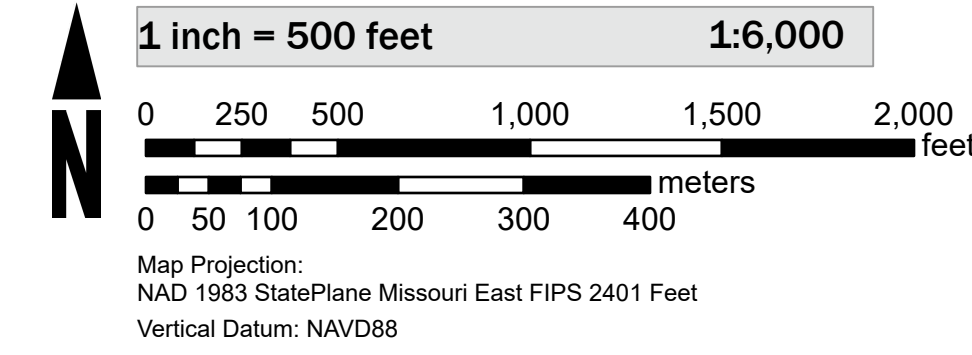 1 inch = 500 feet 1:6,000
0 250 500 1,000 1,500 2,000
feet
meters
0 50 100 200 300 400
N
Map Projection:
NAD 1983 StatePlane Missouri East FIPS 2401 Feet
Vertical Datum: NAVD88